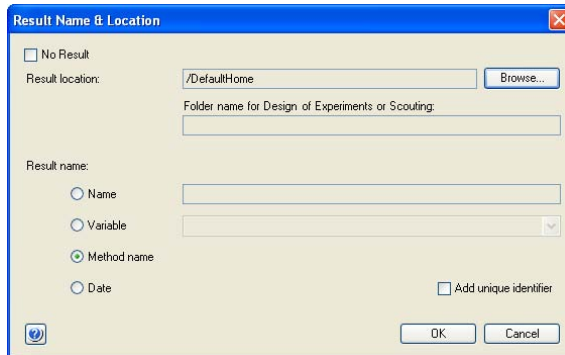 Result Name & Location
No Result
Result location: /DefaultHome Browse...
Folder name for Design of Experiments or Scouting:
Result name:
Name
Variable
Method name
Date Add unique identifier
OK Cancel